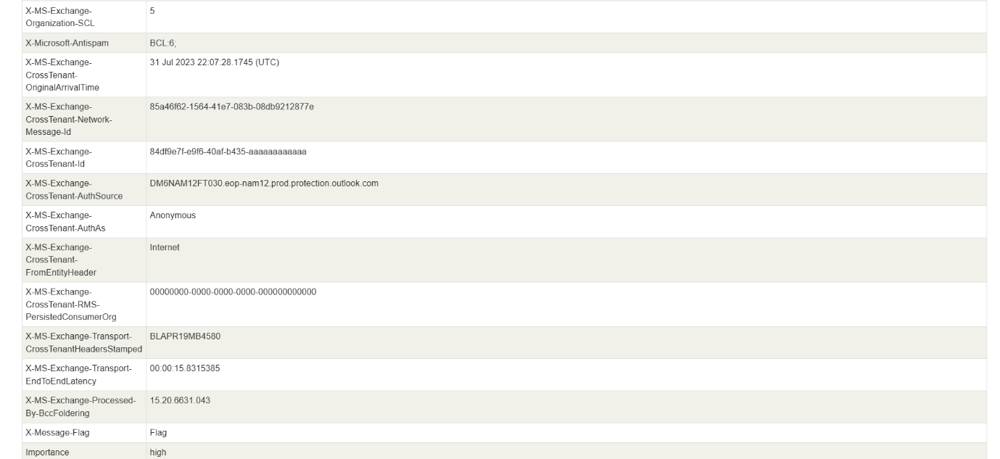 X-MS-Exchange-
Organization-SCL
5
X-Microsoft-Antispam
BCL:6;
X-MS-Exchange-
CrossTenant-
OriginalArrivalTime
31 Jul 2023 22:07:28.1745 (UTC)
X-MS-Exchange-
CrossTenant-Network-
Message-Id
85a46f62-1564-41e7-083b-08db9212877e
X-MS-Exchange-
CrossTenant-Id
84df9e7f-e9f6-40af-b435-aaaaaaaaaaaa
X-MS-Exchange-
CrossTenant-AuthSource
DM6NAM12FT030.eop-nam12.prod.protection.outlook.com
X-MS-Exchange-
CrossTenant-AuthAs
Anonymous
X-MS-Exchange-
CrossTenant-
FromEntityHeader
Internet
X-MS-Exchange-
CrossTenant-RMS-
PersistedConsumerOrg
00000000-0000-0000-0000-000000000000
X-MS-Exchange-Transport-
CrossTenantHeadersStamped
BLAPR19MB4580
X-MS-Exchange-Transport-
EndToEndLatency
00:00:15.8315385
X-MS-Exchange-Processed-
By-BccFoldering
15.20.6631.043
X-Message-Flag
Flag
Importance
high